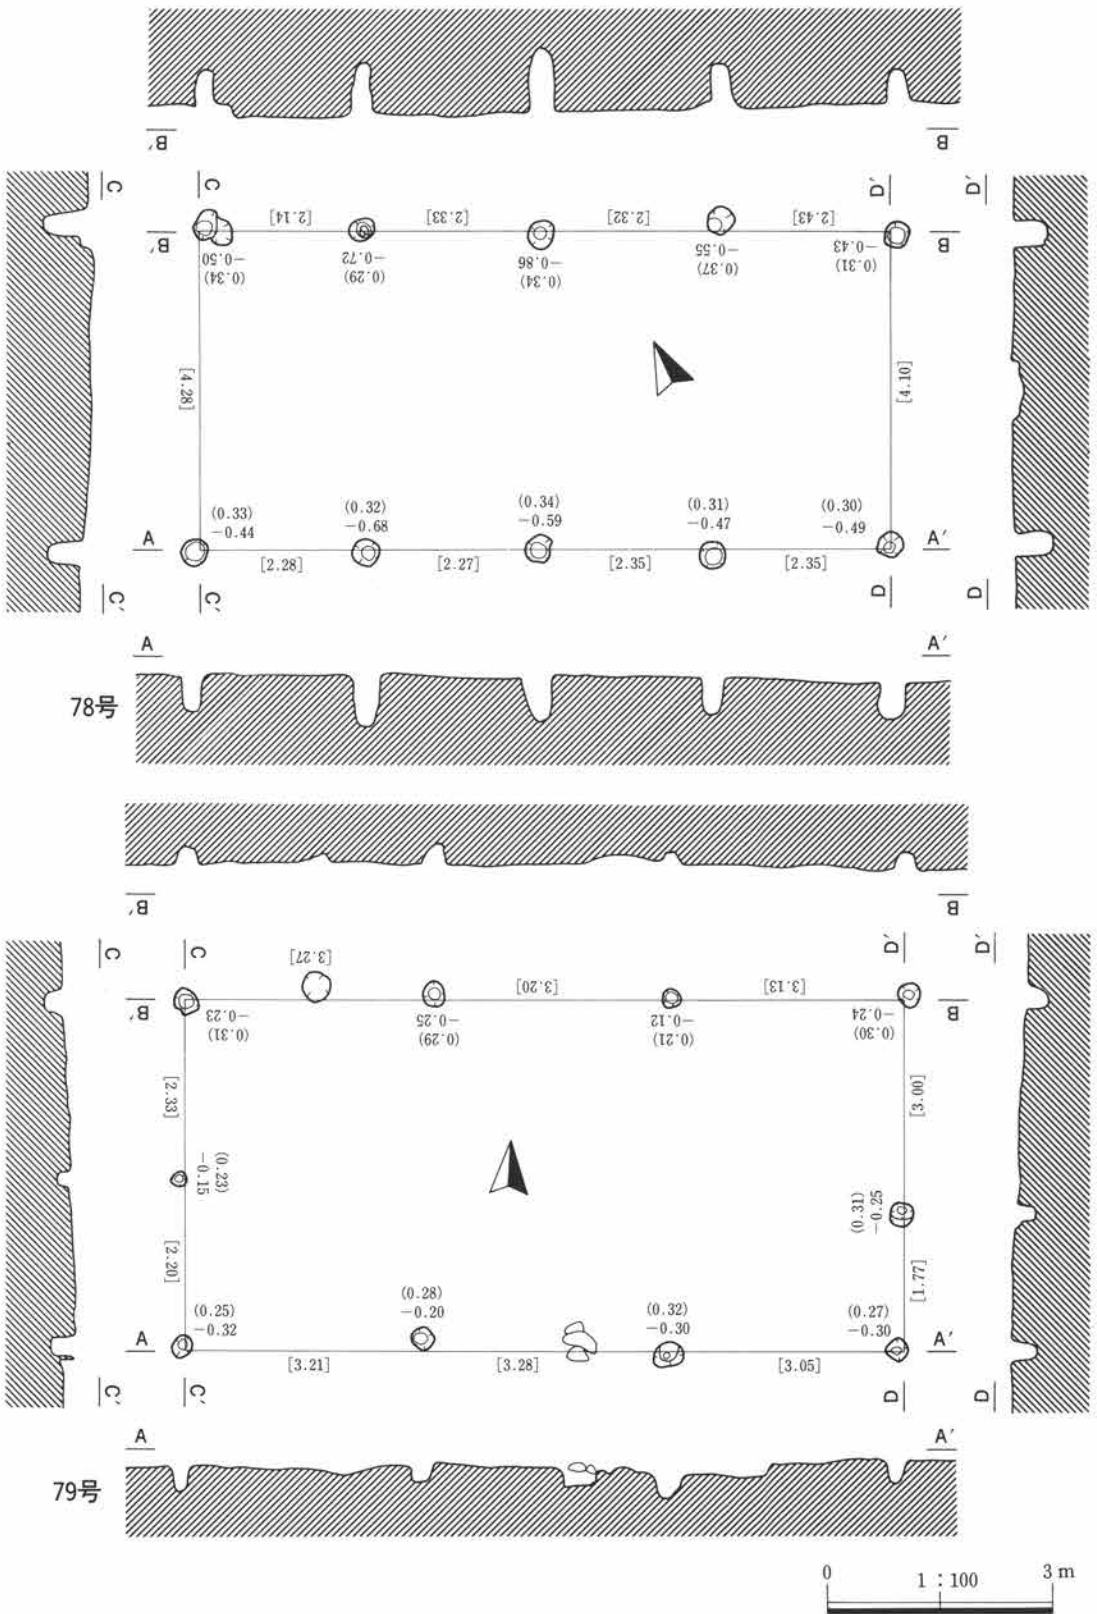 B′ B
C C D′ D′
B′ [2.14] [2.33] [2.32] [2.43] B
−0.50 −0.72 −0.86 −0.55 −0.43
(0.34) (0.29) (0.34) (0.37) (0.31)
[4.28] [4.10]
(0.33) (0.32) (0.34) (0.31) (0.30)
−0.44 −0.68 −0.59 −0.47 −0.49
A A′
[2.28] [2.27] [2.35] [2.35]
C′ C′ D D
A A′
78号
B′ B
C C D′ D′
[3.27]
B′ [3.20] [3.13] B
−0.23 −0.25 −0.12 −0.24
(0.31) (0.29) (0.21) (0.30)
[2.33] [3.00]
(0.23)
−0.15
(0.31)
−0.25
[2.20] [1.77]
(0.25) (0.28) (0.32) (0.27)
−0.32 −0.20 −0.30 −0.30
A A′
[3.21] [3.28] [3.05]
C′ C′ D D
A A′
79号
0 1：100 3 m